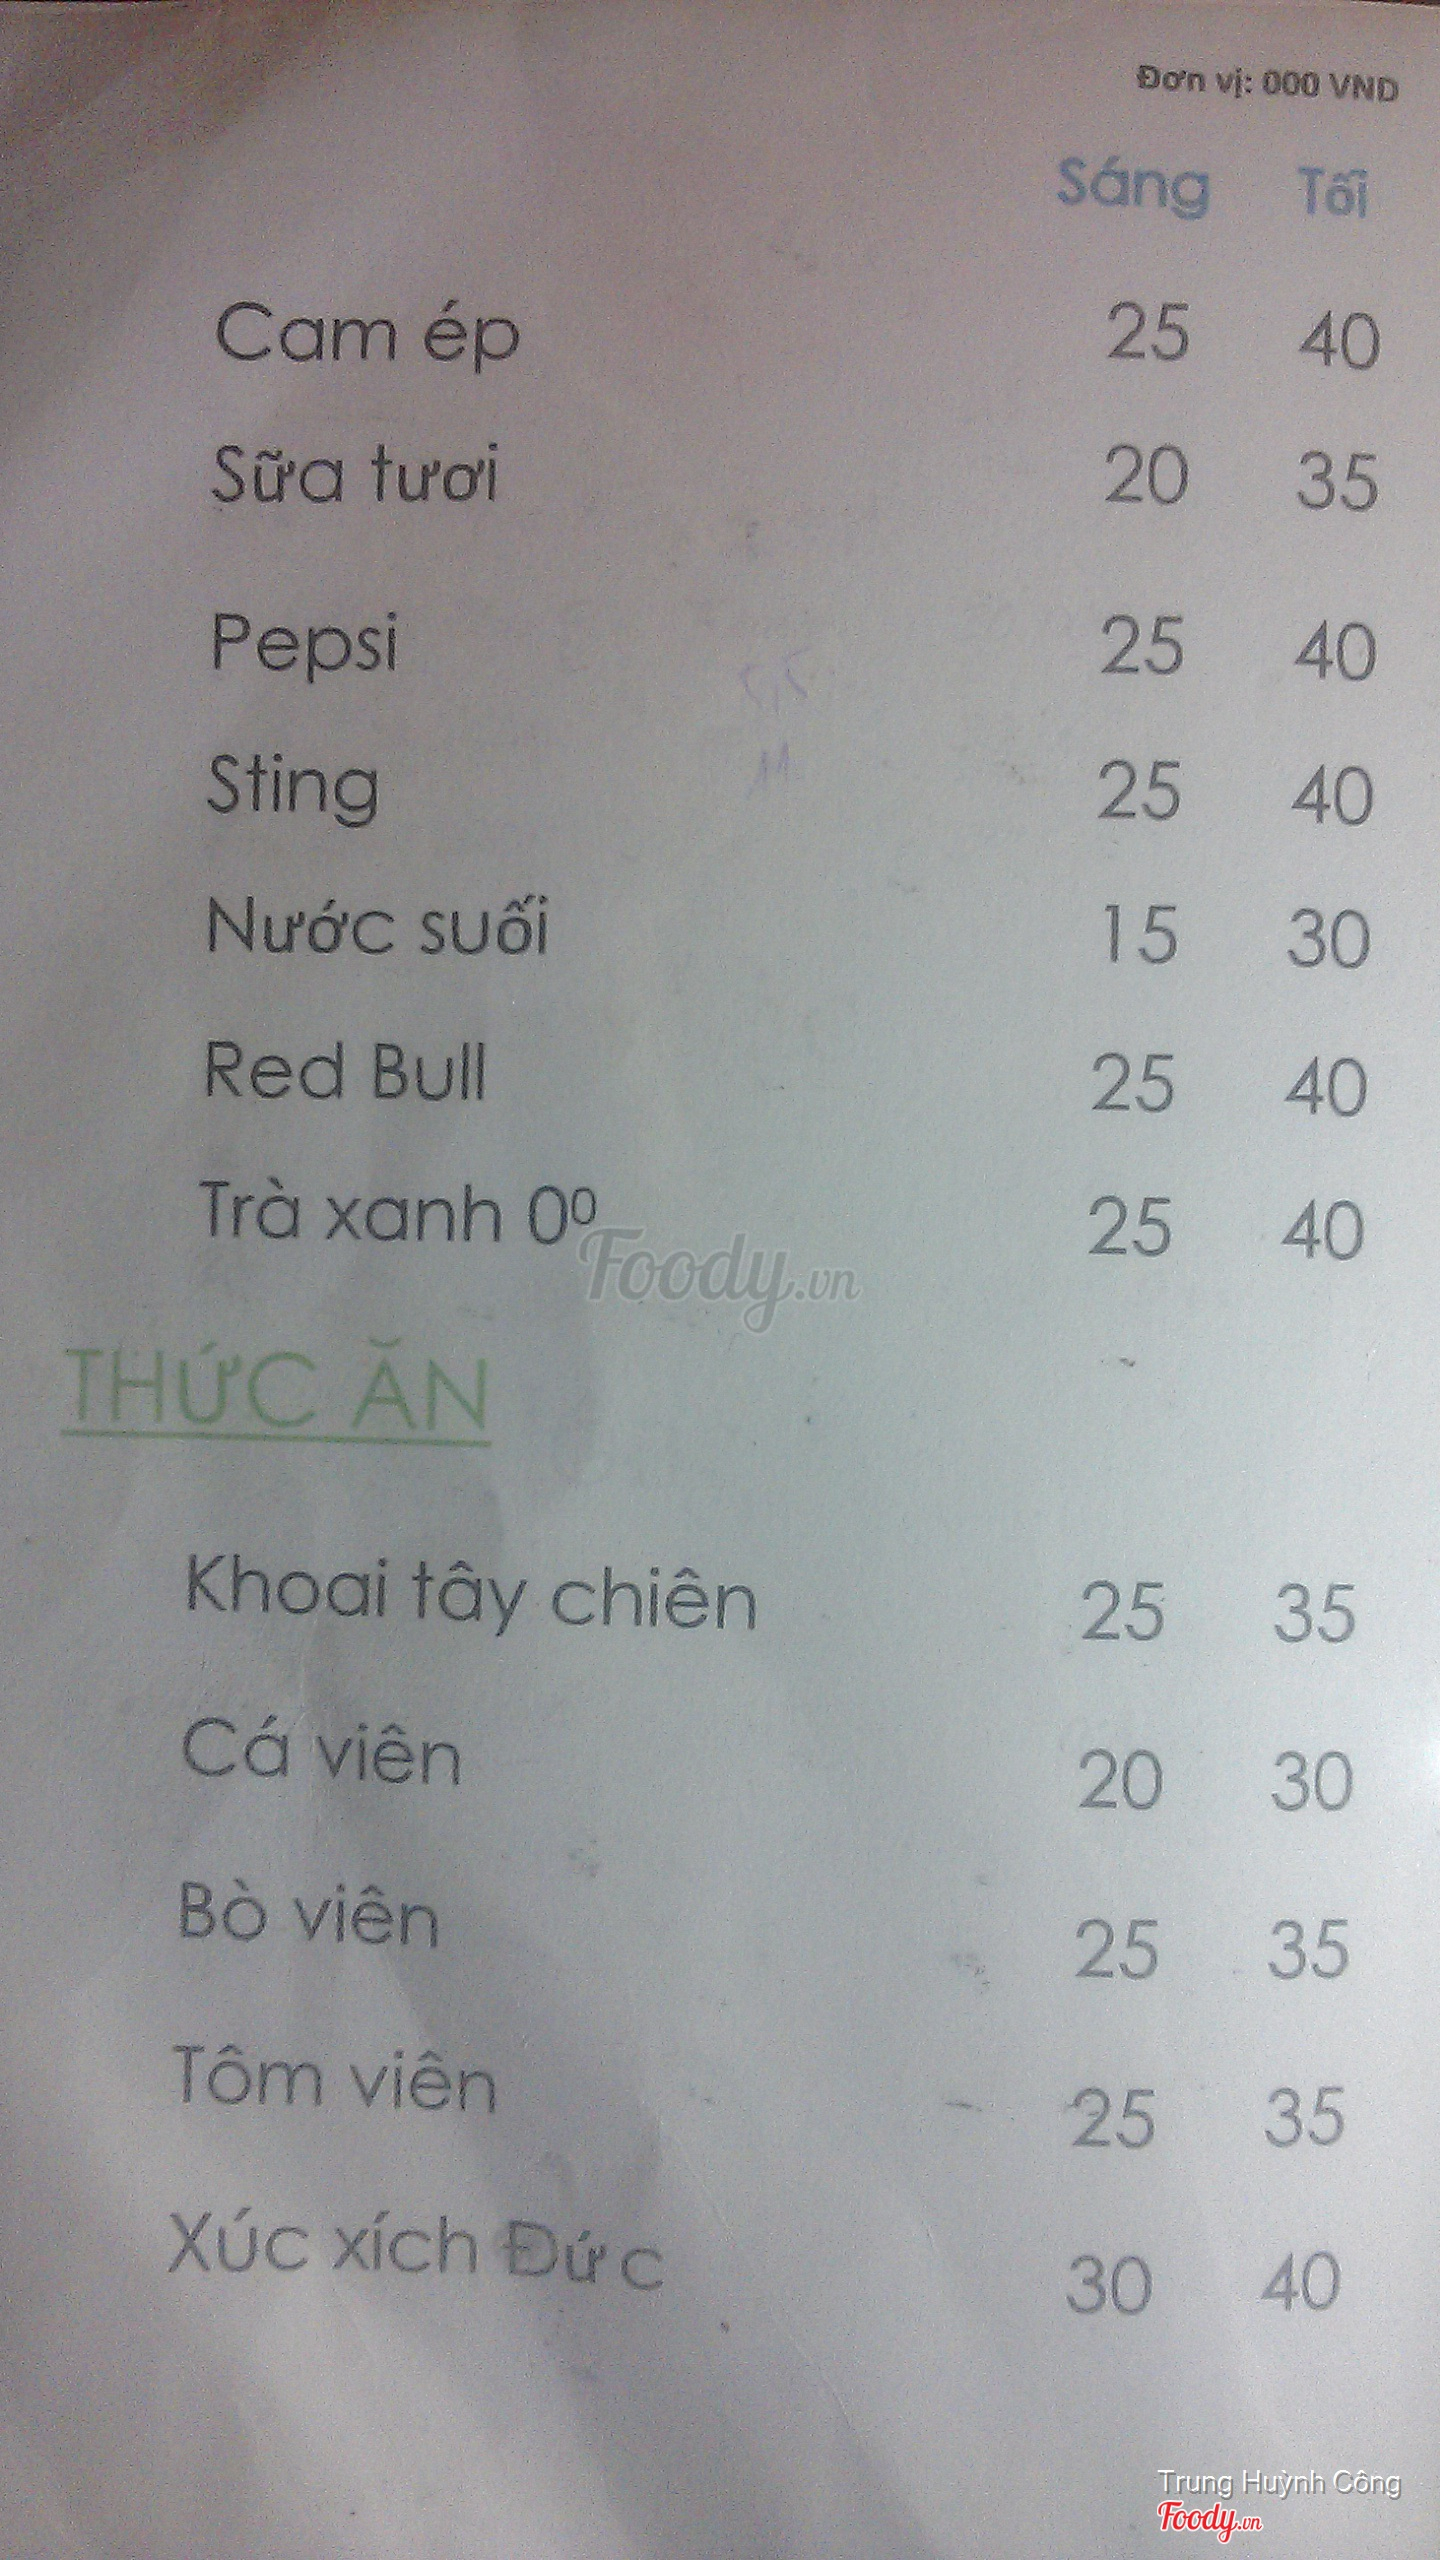 Đơn vị: 000 VND
Sáng Tối
Cam ép 25 40
Sữa tươi 20 35
Pepsi 25 40
Sting 25 40
Nước suối 15 30
Red Bull 25 40
Trà xanh 0⁰ 25 40
Foody.vn
THỨC ĂN
Khoai tây chiên 25 35
Cá viên 20 30
Bò viên 25 35
Tôm viên 25 35
Xúc xích Đức 30 40
Trung Huỳnh Công
Foody.vn